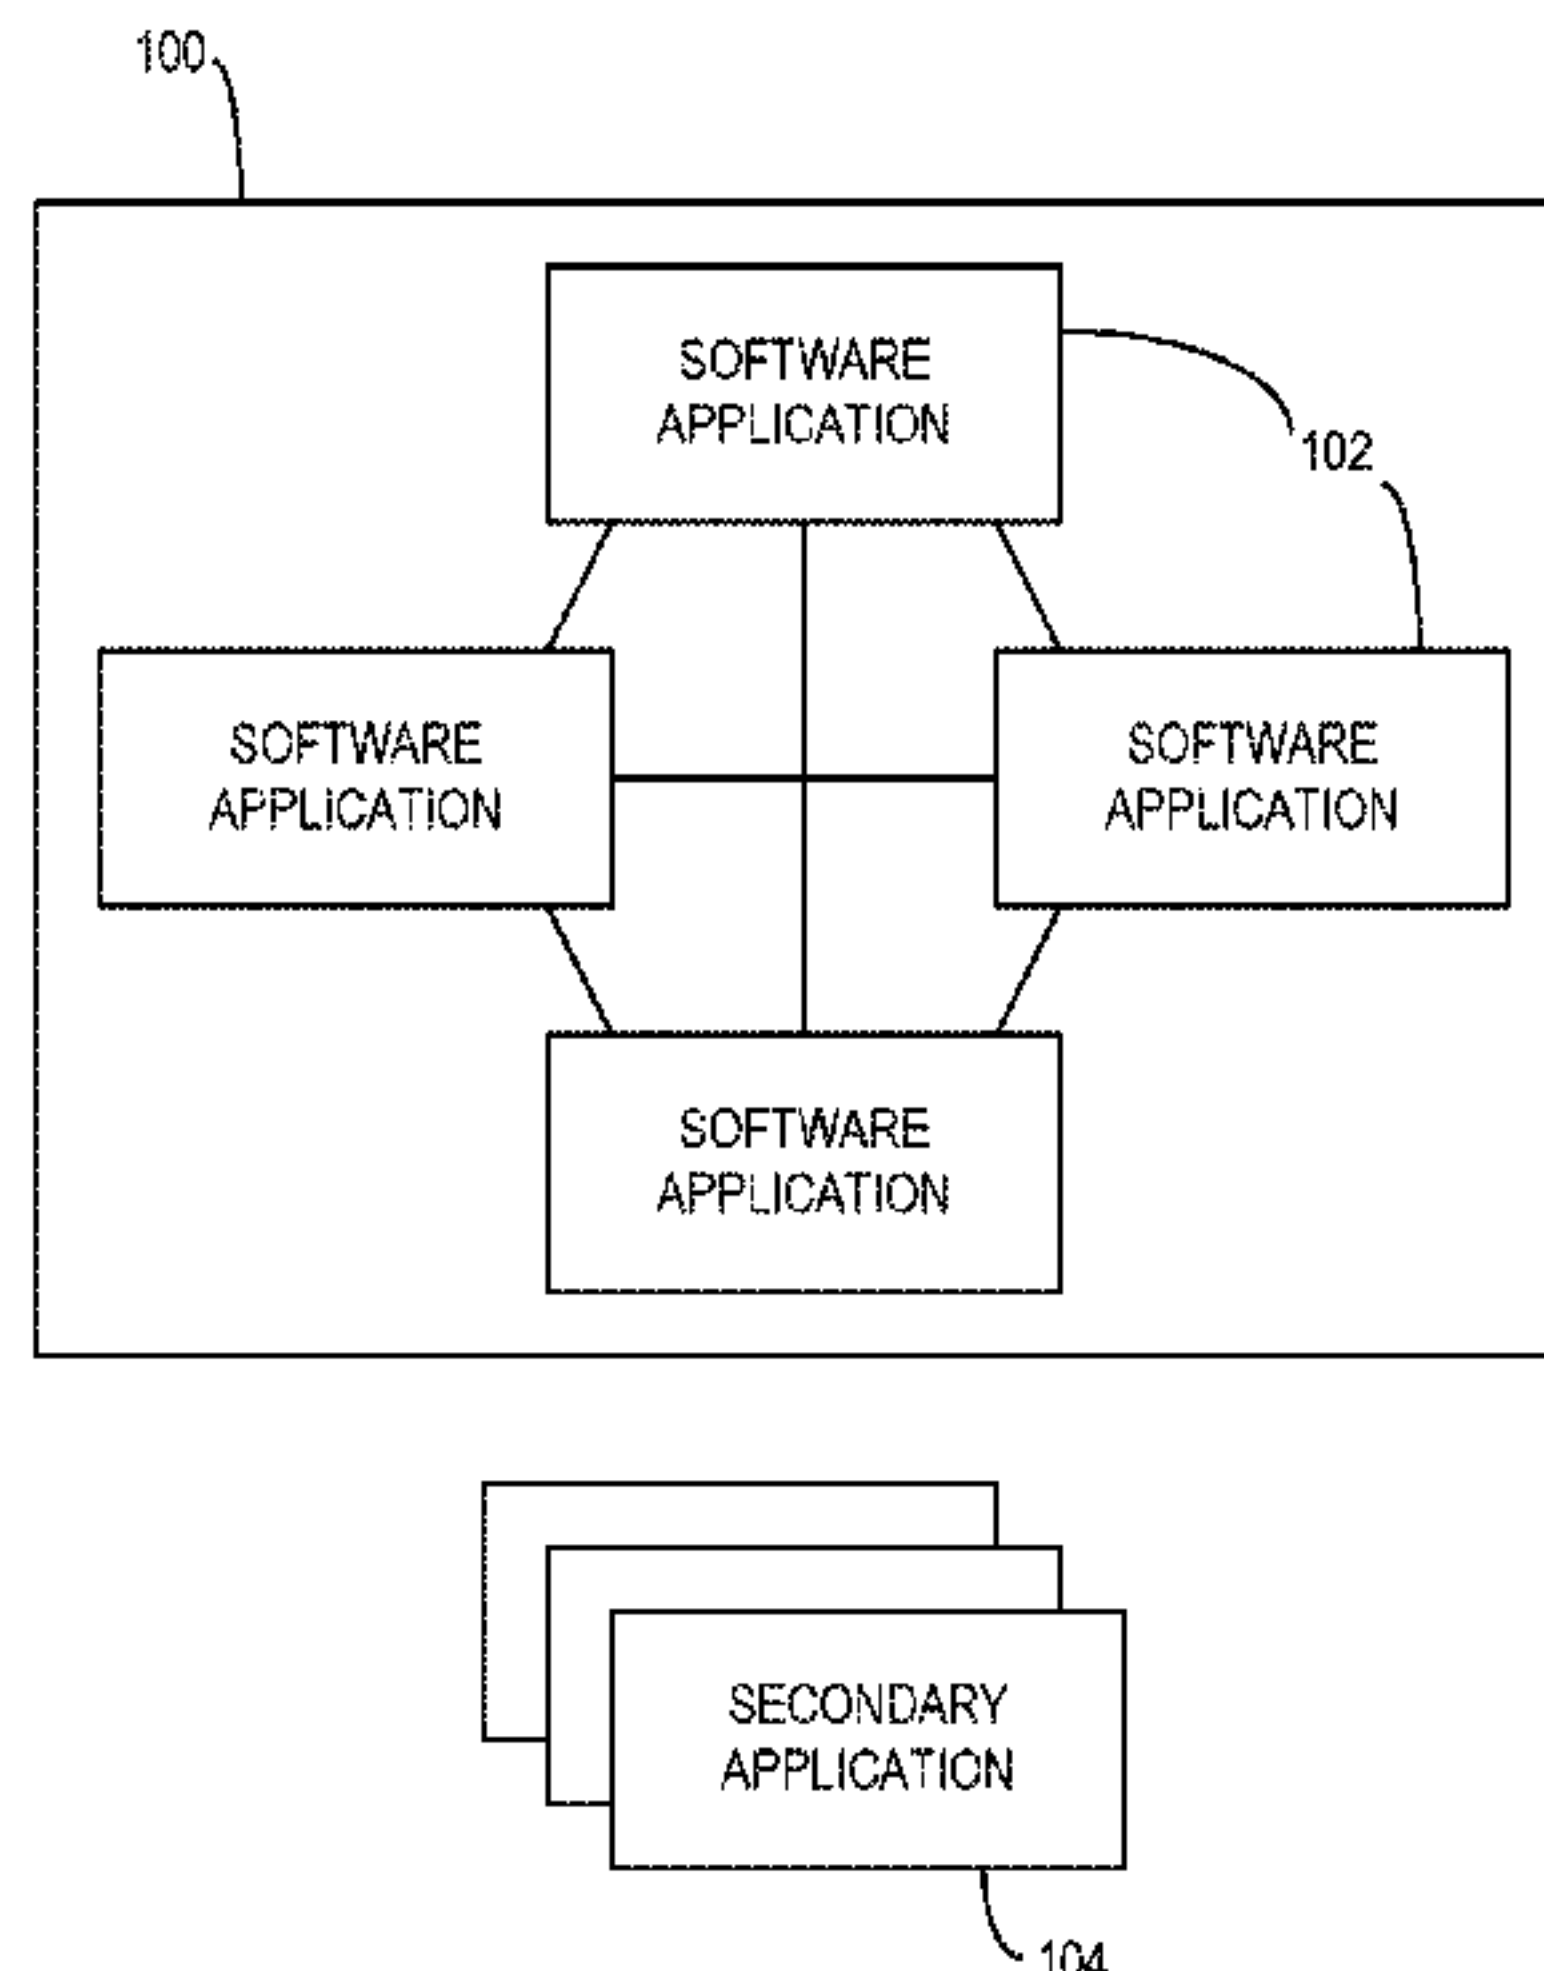 100
SOFTWARE
APPLICATION
102
SOFTWARE
APPLICATION
SOFTWARE
APPLICATION
SOFTWARE
APPLICATION
SECONDARY
APPLICATION
104